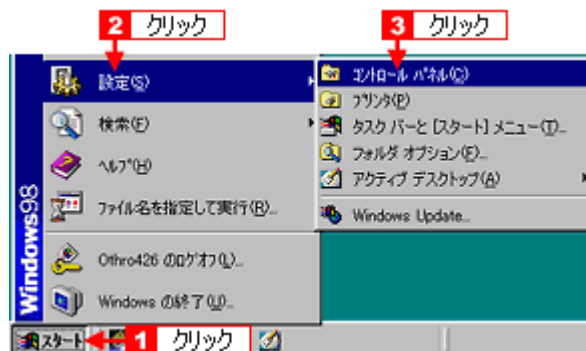 2 クリック
3 クリック
設定(S)
検索(F)
ヘルプ(H)
ファイル名を指定して実行(R)...
Othro426 のログオフ(L)...
Windows の終了(U)...
コントロール パネル(C)
プリンタ(P)
タスク バーと [スタート] メニュー(T)...
フォルダ オプション(F)...
アクティブ デスクトップ(A)
Windows Update...
Windows98
スタート
1 クリック